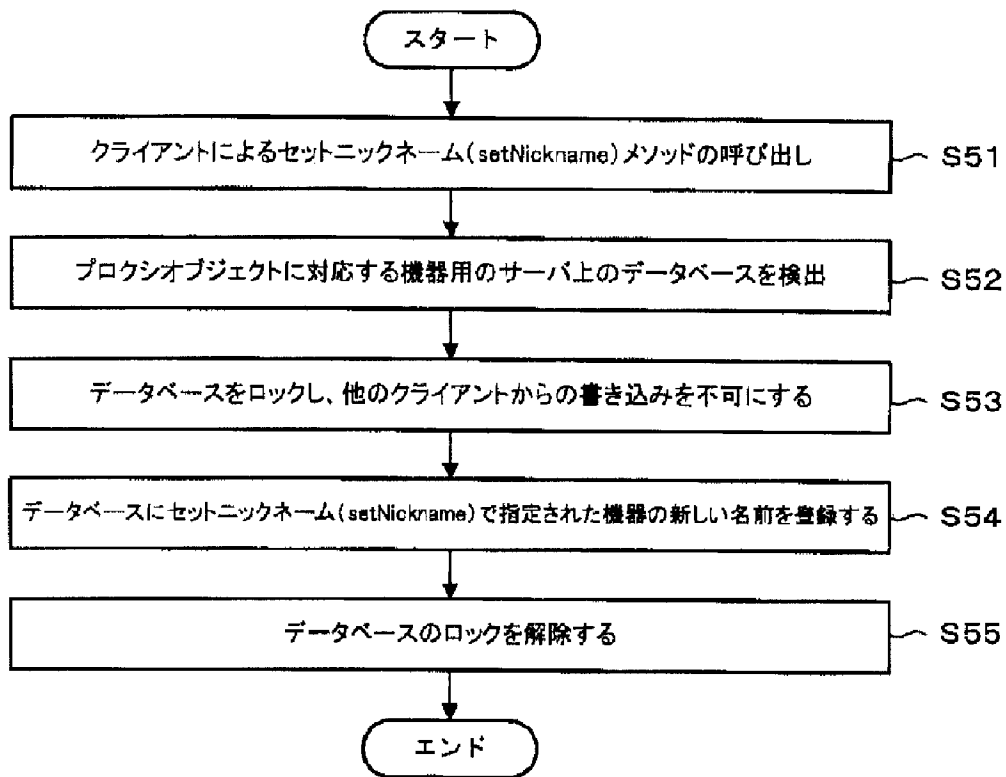 スタート
クライアントによるセットニックネーム(setNickname)メソッドの呼び出し
S51
プロクシオブジェクトに対応する機器用のサーバ上のデータベースを検出
S52
データベースをロックし、他のクライアントからの書き込みを不可にする
S53
データベースにセットニックネーム(setNickname)で指定された機器の新しい名前を登録する
S54
データベースのロックを解除する
S55
エンド